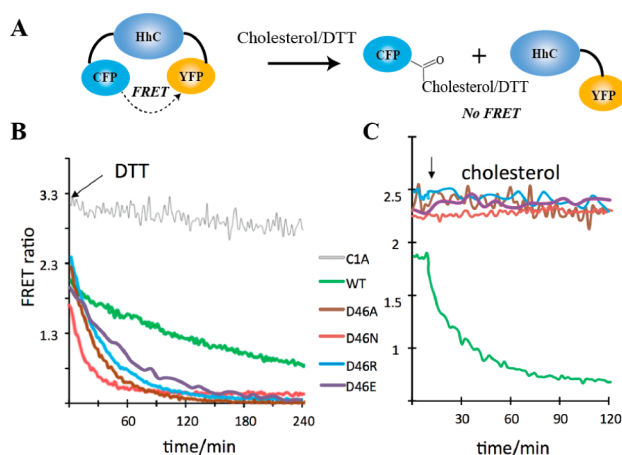 A
HhC
CFP
YFP
FRET
Cholesterol/DTT
CFP
O
Cholesterol/DTT
No FRET
+
HhC
YFP
B
DTT
FRET ratio
3.3
2.3
1.3
60
120
180
240
time/min
C1A
WT
D46A
D46N
D46R
D46E
C
cholesterol
2.5
2
1.5
1
30
60
90
120
time/min